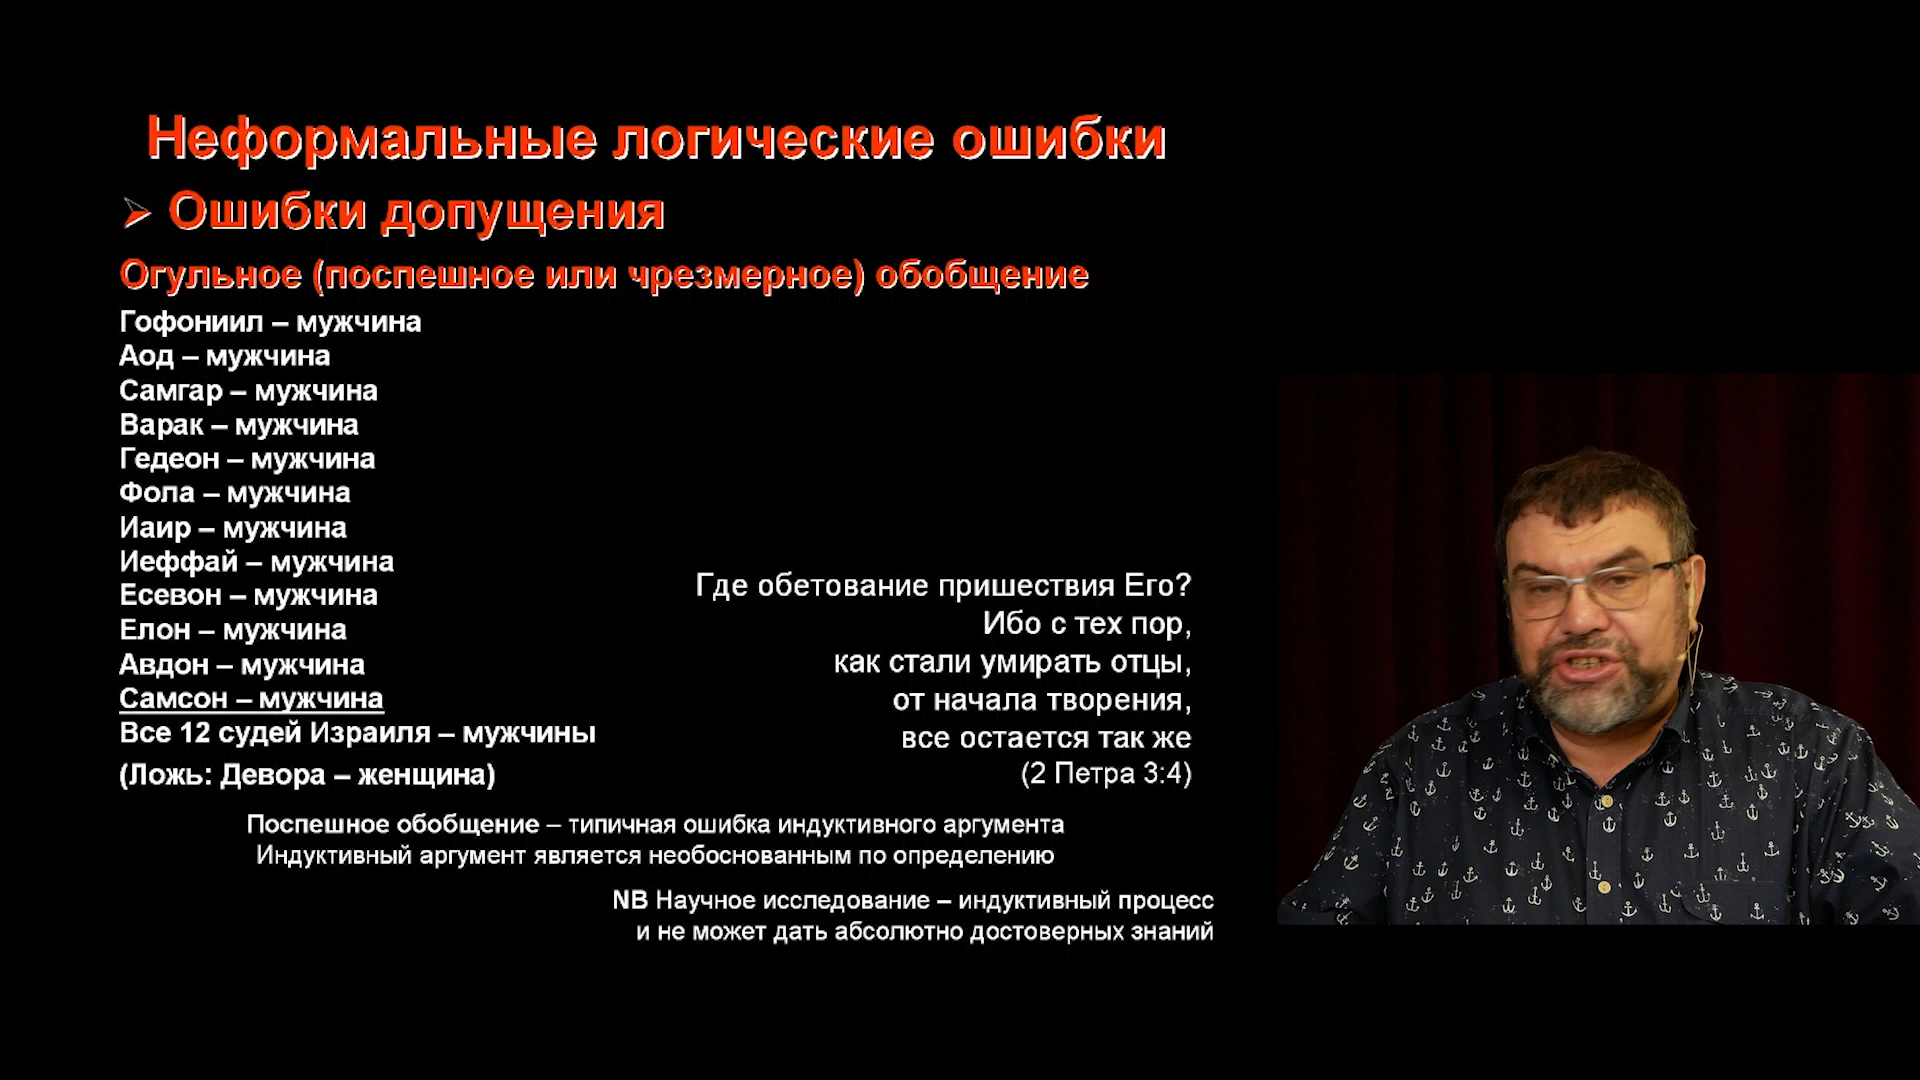 Неформальные логические ошибки
Ошибки допущения
Огульное (поспешное или чрезмерное) обобщение
Гофониил – мужчина
Аод – мужчина
Самгар – мужчина
Варак – мужчина
Гедеон – мужчина
Фола – мужчина
Иаир – мужчина
Иеффай – мужчина
Есевон – мужчина
Елон – мужчина
Авдон – мужчина
Самсон – мужчина
Все 12 судей Израиля – мужчины
(Ложь: Девора – женщина)
Где обетование пришествия Его?
Ибо с тех пор,
как стали умирать отцы,
от начала творения,
все остается так же
(2 Петра 3:4)
Поспешное обобщение – типичная ошибка индуктивного аргумента
Индуктивный аргумент является необоснованным по определению
NB Научное исследование – индуктивный процесс
и не может дать абсолютно достоверных знаний